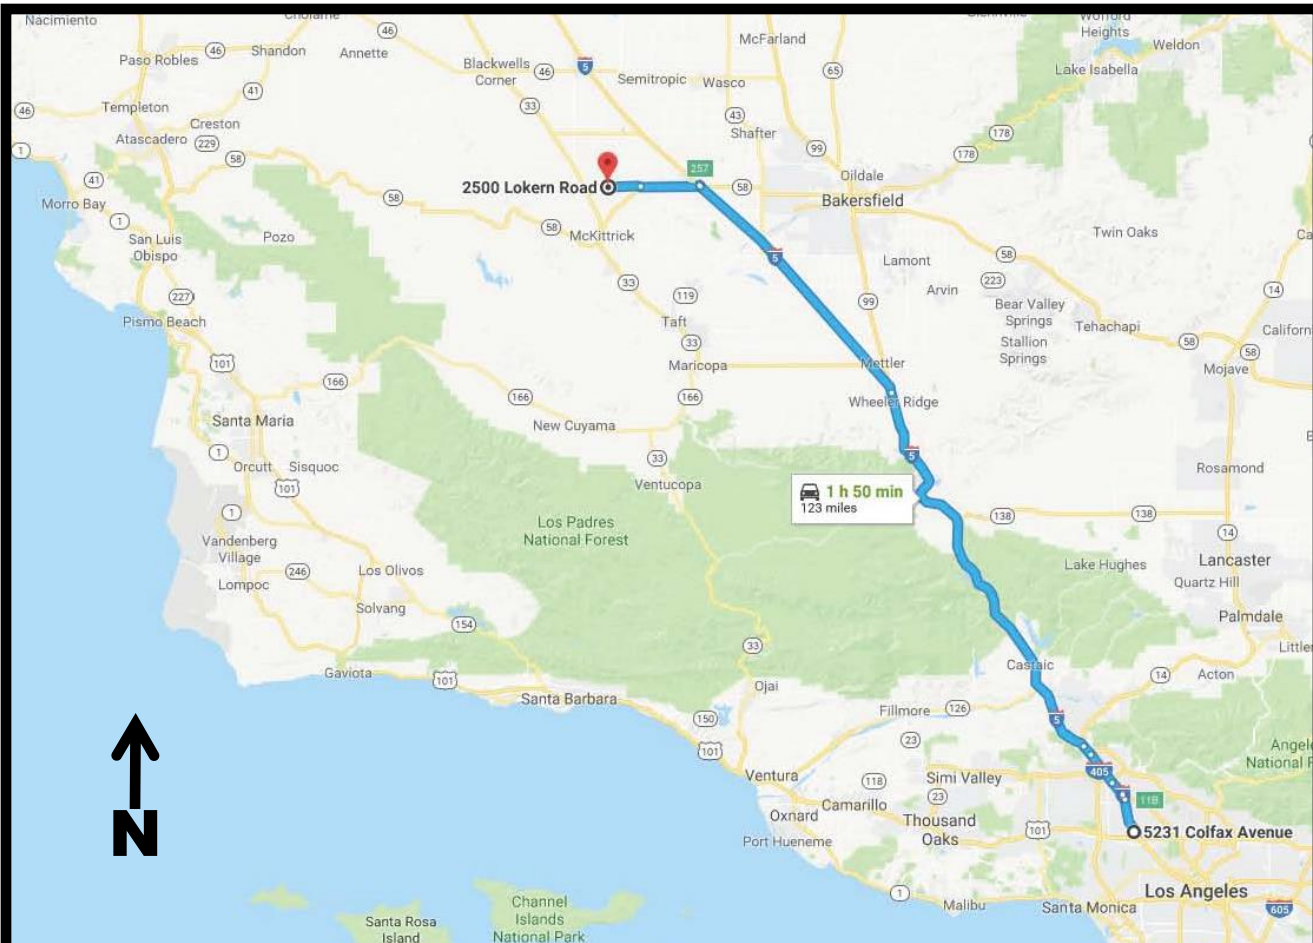 Nacimiento
Cholame
46
Wofford
Heights
Weldon
Paso Robles
46
Shandon
Annette
Blackwells
Corner
46
5
Semitropic
Wasco
McFarland
65
Lake Isabella
46
Templeton
41
33
43
Shafter
178
Atascadero
Creston
229
58
99
178
1
41
257
Oildale
2500 Lokern Road
58
Bakersfield
Morro Bay
1
58
58
McKittrick
San Luis
Obispo
Pozo
5
Twin Oaks
58
Lamont
33
119
99
Arvin
223
14
227
Bear Valley
Springs
Pismo Beach
Taft
33
Tehachapi
Californ
Stallion
Springs
58
58
101
Maricopa
Mettler
Mojave
166
166
166
Wheeler Ridge
Santa Maria
New Cuyama
1
33
5
Orcutt
Sisquoc
Rosamond
101
Ventucopa
1 h 50 min
123 miles
1
Los Padres
National Forest
138
138
14
Vandenberg
Village
246
Los Olivos
Lake Hughes
Lancaster
Lompoc
Quartz Hill
Solvang
154
Palmdale
33
Little
Gaviota
101
Castaic
14
Acton
Ojai
Santa Barbara
150
Fillmore
126
5
101
23
Angele
National F
Ventura
118
Simi Valley
405
N
Camarillo
23
5
11B
Oxnard
Thousand
Oaks
101
5231 Colfax Avenue
Port Hueneme
1
Los Angeles
Malibu
Santa Monica
605
Channel
Islands
National Park
Santa Rosa
Island